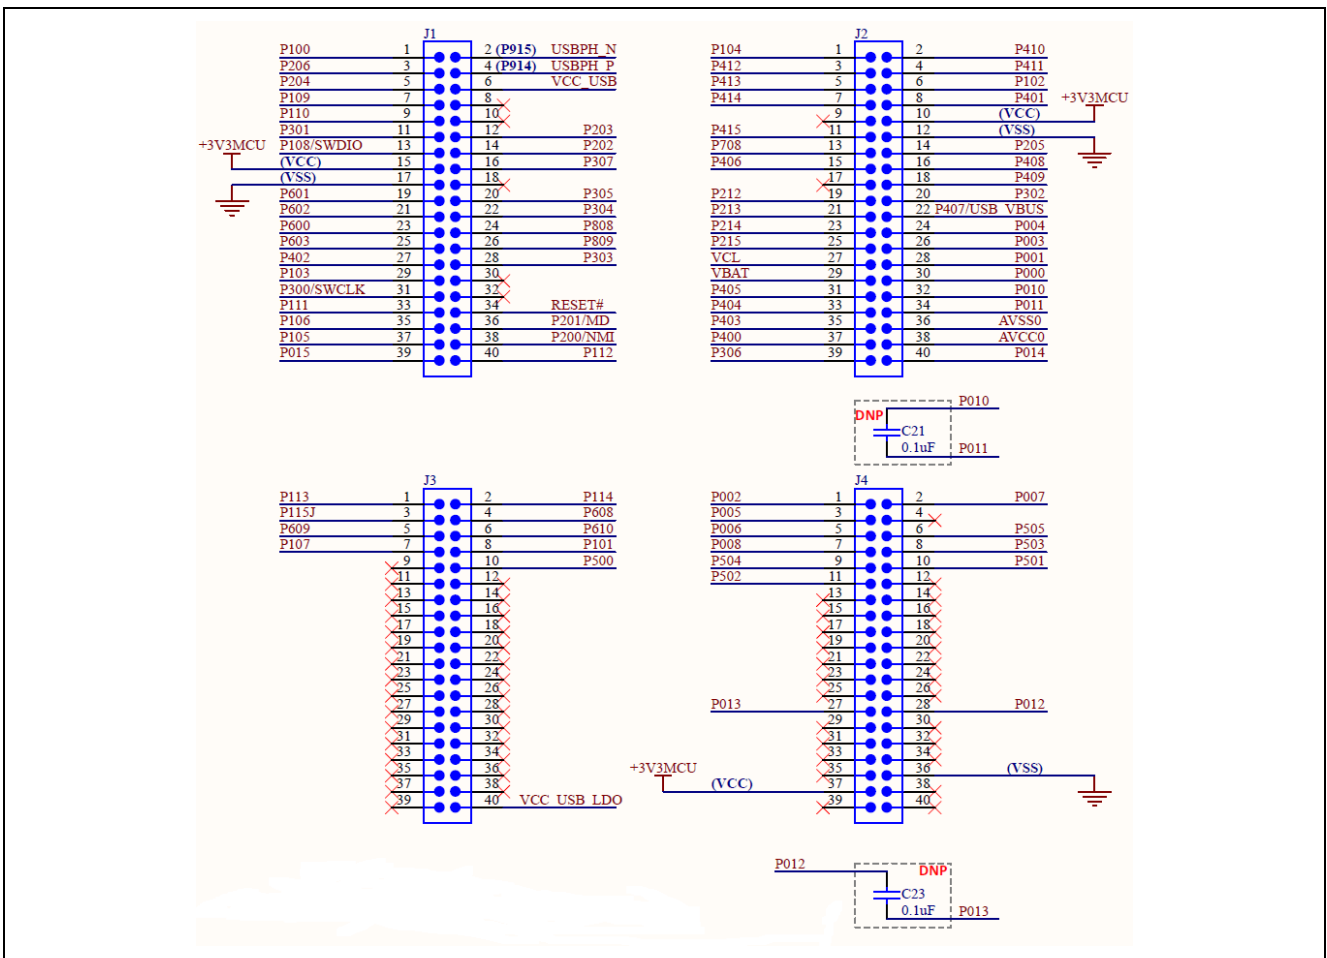 J1
P100 1 2 (P915) USBPH_N
P206 3 4 (P914) USBPH_P
P204 5 6 VCC_USB
P109 7 8
P110 9 10
P301 11 12 P203
+3V3MCU P108/SWDIO 13 14 P202
(VCC) 15 16 P307
(VSS) 17 18
P601 19 20 P305
P602 21 22 P304
P600 23 24 P808
P603 25 26 P809
P402 27 28 P303
P103 29 30
P300/SWCLK 31 32
P111 33 34 RESET#
P106 35 36 P201/MD
P105 37 38 P200/NMI
P015 39 40 P112
J2
P104 1 2 P410
P412 3 4 P411
P413 5 6 P102
P414 7 8 P401 +3V3MCU
9 10 (VCC)
P415 11 12 (VSS)
P708 13 14 P205
P406 15 16 P408
17 18 P409
P212 19 20 P302
P213 21 22 P407/USB_VBUS
P214 23 24 P004
P215 25 26 P003
VCL 27 28 P001
VBAT 29 30 P000
P405 31 32 P010
P404 33 34 P011
P403 35 36 AVSS0
P400 37 38 AVCC0
P306 39 40 P014
P010
DNP
C21
0.1uF P011
J3
P113 1 2 P114
P115J 3 4 P608
P609 5 6 P610
P107 7 8 P101
9 10 P500
11 12
13 14
15 16
17 18
19 20
21 22
23 24
25 26
27 28
29 30
31 32
33 34
35 36
37 38
39 40 VCC_USB_LDO
J4
P002 1 2 P007
P005 3 4
P006 5 6 P505
P008 7 8 P503
P504 9 10 P501
P502 11 12
13 14
15 16
17 18
19 20
21 22
23 24
25 26
P013 27 28 P012
29 30
31 32
33 34
+3V3MCU 35 36 (VSS)
(VCC) 37 38
39 40
P012 DNP
C23
0.1uF P013